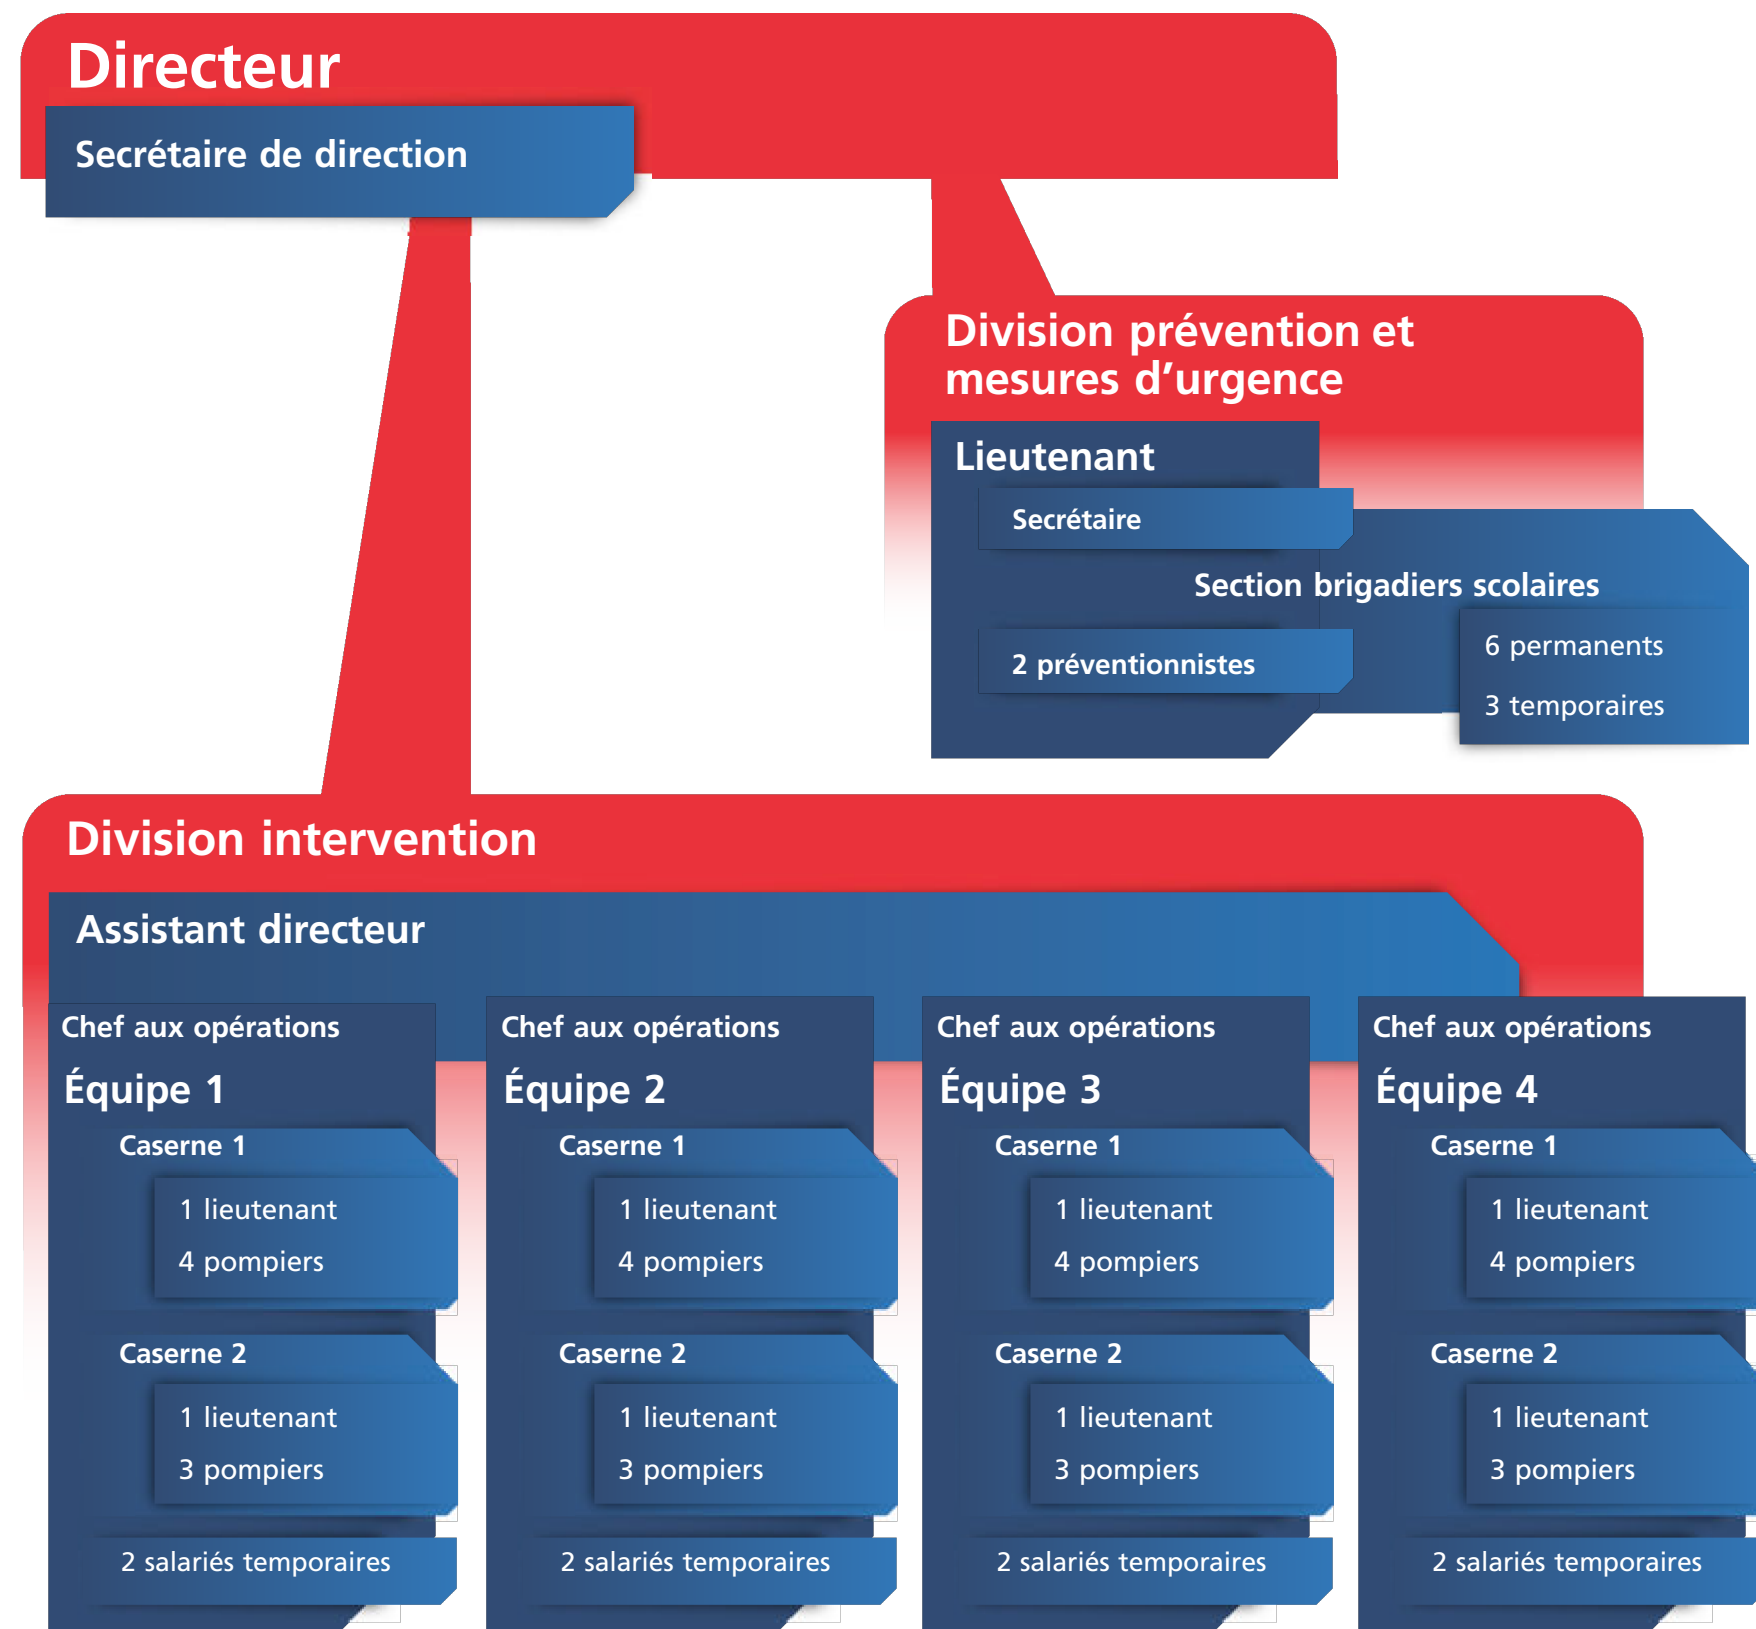 Directeur
Secrétaire de direction
Division prévention et
mesures d’urgence
Lieutenant
Secrétaire
Section brigadiers scolaires
2 préventionnistes
6 permanents
3 temporaires
Division intervention
Assistant directeur
Chef aux opérations
Équipe 1
Caserne 1
1 lieutenant
4 pompiers
Caserne 2
1 lieutenant
3 pompiers
2 salariés temporaires
Chef aux opérations
Équipe 2
Caserne 1
1 lieutenant
4 pompiers
Caserne 2
1 lieutenant
3 pompiers
2 salariés temporaires
Chef aux opérations
Équipe 3
Caserne 1
1 lieutenant
4 pompiers
Caserne 2
1 lieutenant
3 pompiers
2 salariés temporaires
Chef aux opérations
Équipe 4
Caserne 1
1 lieutenant
4 pompiers
Caserne 2
1 lieutenant
3 pompiers
2 salariés temporaires